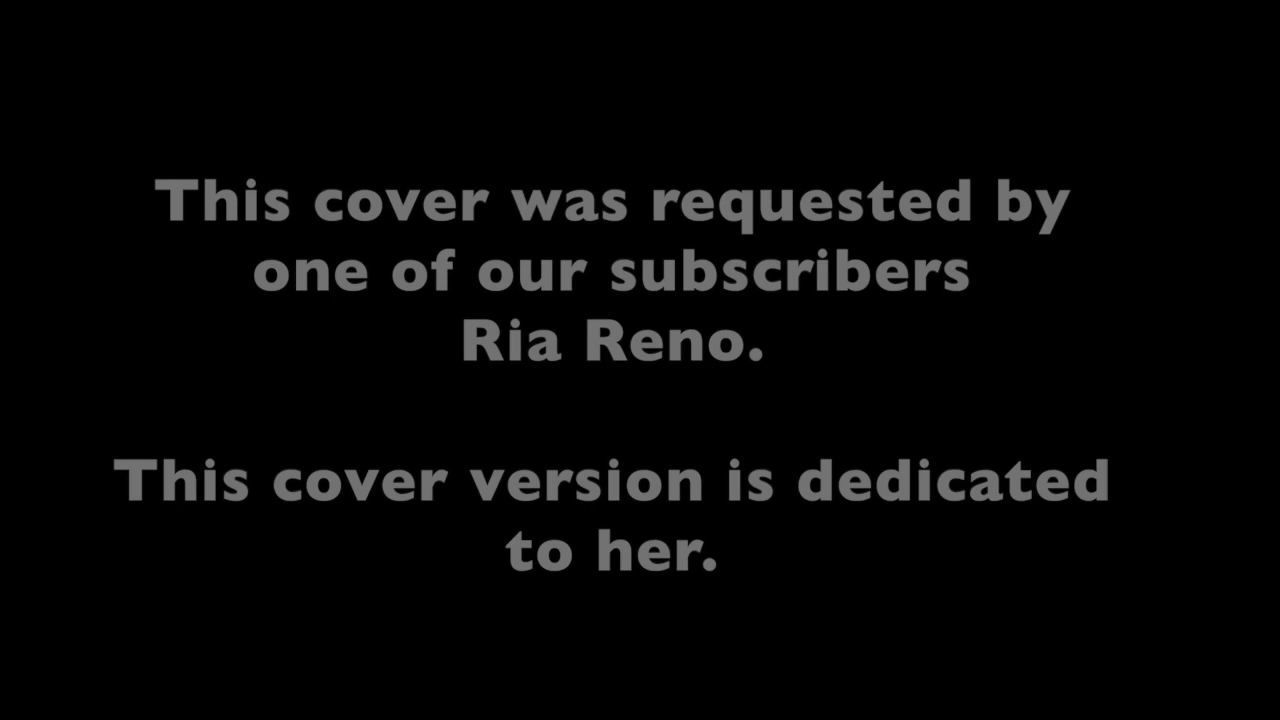 This cover was requested by
one of our subscribers
Ria Reno.
This cover version is dedicated
to her.